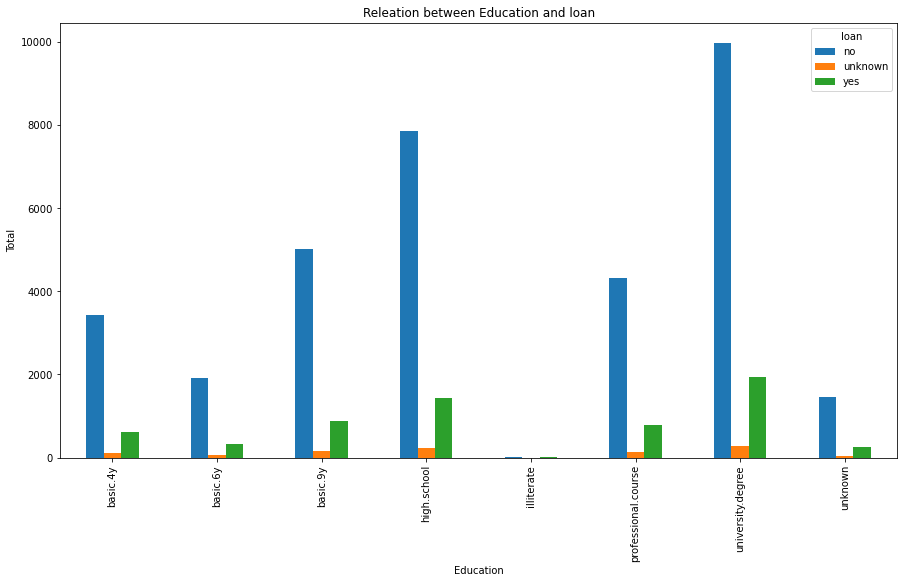 Releation between Education and loan
loan
no
unknown
yes
Total
10000
8000
6000
4000
2000
0
basic.4y
basic.6y
basic.9y
high.school
illiterate
professional.course
university.degree
unknown
Education